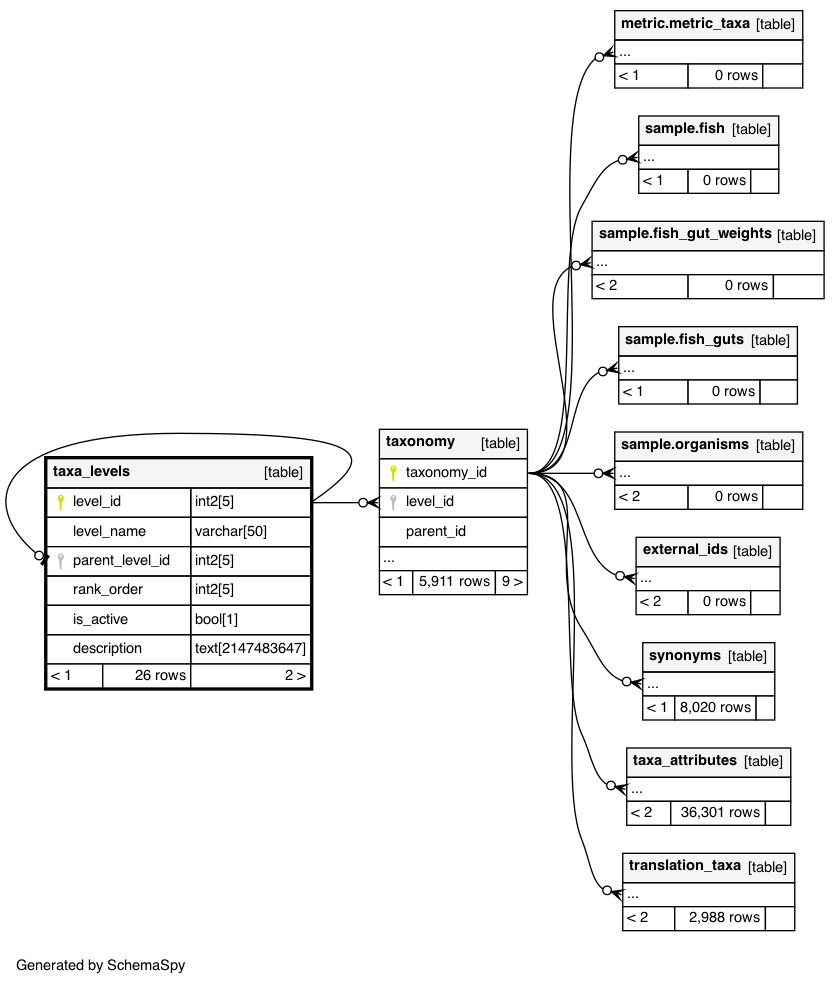 metric.metric_taxa [table]
...
< 1 0 rows
sample.fish [table]
...
< 1 0 rows
sample.fish_gut_weights [table]
...
< 2 0 rows
sample.fish_guts [table]
...
< 1 0 rows
taxa_levels [table]
level_id int2[5]
level_name varchar[50]
parent_level_id int2[5]
rank_order int2[5]
is_active bool[1]
description text[2147483647]
< 1 26 rows 2 >
taxonomy [table]
taxonomy_id
level_id
parent_id
...
< 1 5,911 rows 9 >
sample.organisms [table]
...
< 2 0 rows
external_ids [table]
...
< 2 0 rows
synonyms [table]
...
< 1 8,020 rows
taxa_attributes [table]
...
< 2 36,301 rows
translation_taxa [table]
...
< 2 2,988 rows
Generated by SchemaSpy